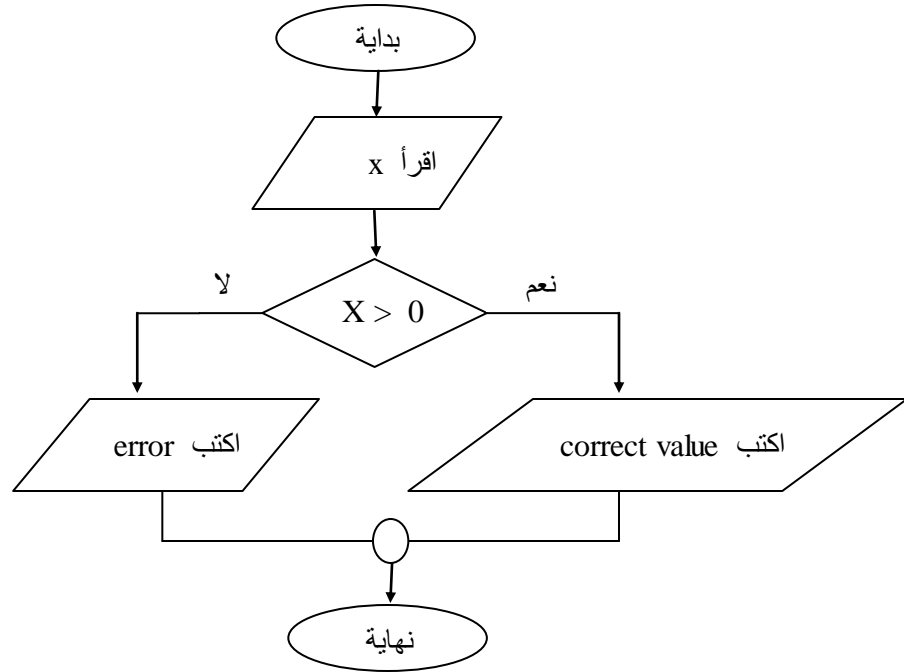 بداية
اقرأ x
لا
نعم
X > 0
اكتب error
اكتب correct value
نهاية